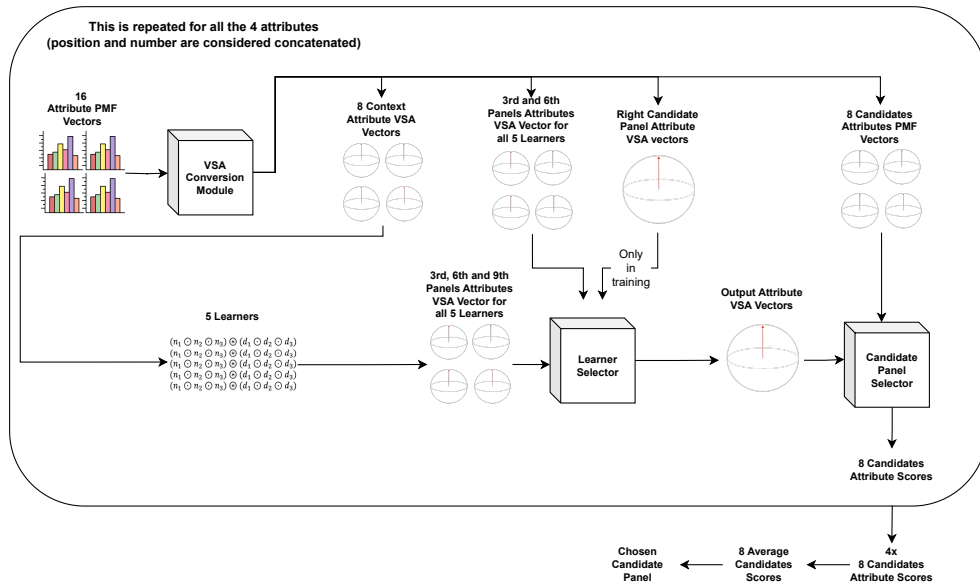 This is repeated for all the 4 attributes
(position and number are considered concatenated)
16
Attribute PMF
Vectors
VSA
Conversion
Module
8 Context
Attribute VSA
Vectors
3rd and 6th
Panels Attributes
VSA Vector for
all 5 Learners
Right Candidate
Panel Attribute
VSA vectors
8 Candidates
Attributes PMF
Vectors
Only
in
training
5 Learners
(n₁ ⊙ n₂ ⊙ n₃) ⊛ (d₁ ⊙ d₂ ⊙ d₃)
(n₁ ⊙ n₂ ⊙ n₃) ⊛ (d₁ ⊙ d₂ ⊙ d₃)
(n₁ ⊙ n₂ ⊙ n₃) ⊛ (d₁ ⊙ d₂ ⊙ d₃)
(n₁ ⊙ n₂ ⊙ n₃) ⊛ (d₁ ⊙ d₂ ⊙ d₃)
(n₁ ⊙ n₂ ⊙ n₃) ⊛ (d₁ ⊙ d₂ ⊙ d₃)
3rd, 6th and 9th
Panels Attributes
VSA Vector for
all 5 Learners
Learner
Selector
Output Attribute
VSA Vectors
Candidate
Panel
Selector
8 Candidates
Attribute Scores
4x
8 Candidates
Attribute Scores
8 Average
Candidates
Scores
Chosen
Candidate
Panel